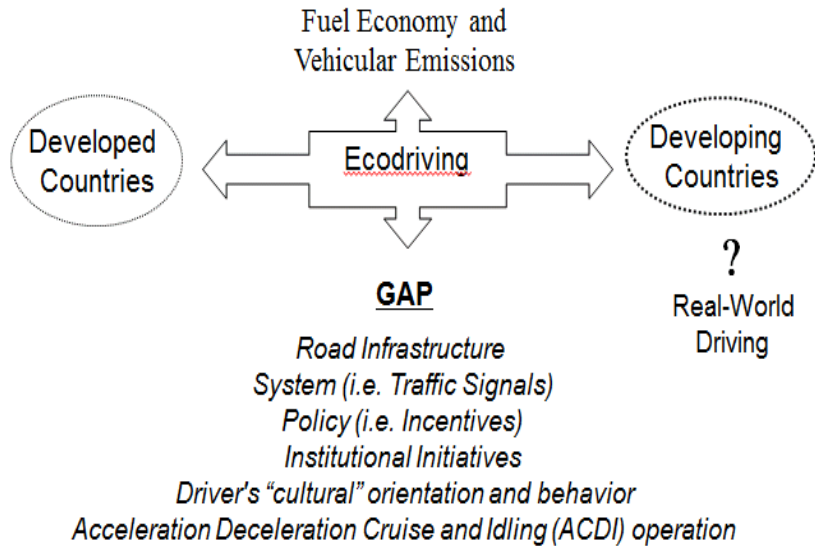 Fuel Economy and
Vehicular Emissions
Developed
Countries
Ecodriving
Developing
Countries
?
Real-World
Driving
GAP
Road Infrastructure
System (i.e. Traffic Signals)
Policy (i.e. Incentives)
Institutional Initiatives
Driver's “cultural” orientation and behavior
Acceleration Deceleration Cruise and Idling (ACDI) operation